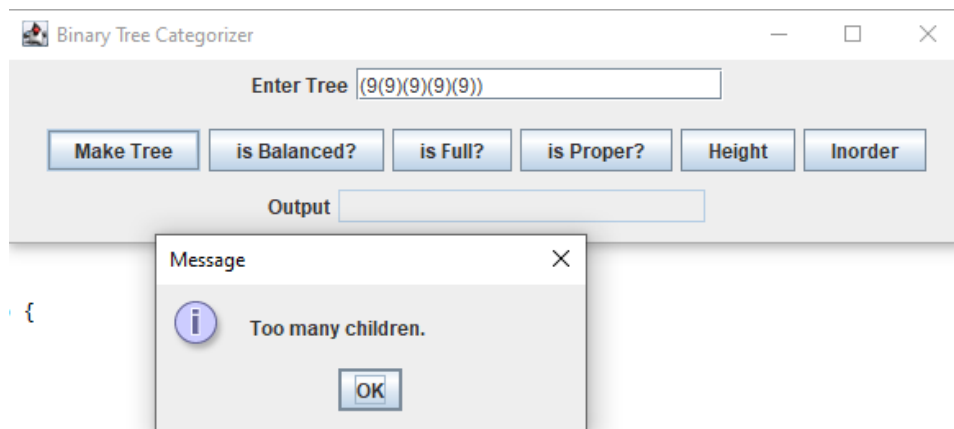 Binary Tree Categorizer
Enter Tree (9(9)(9)(9)(9))
Make Tree is Balanced? is Full? is Proper? Height Inorder
Output
Message
{
Too many children.
OK